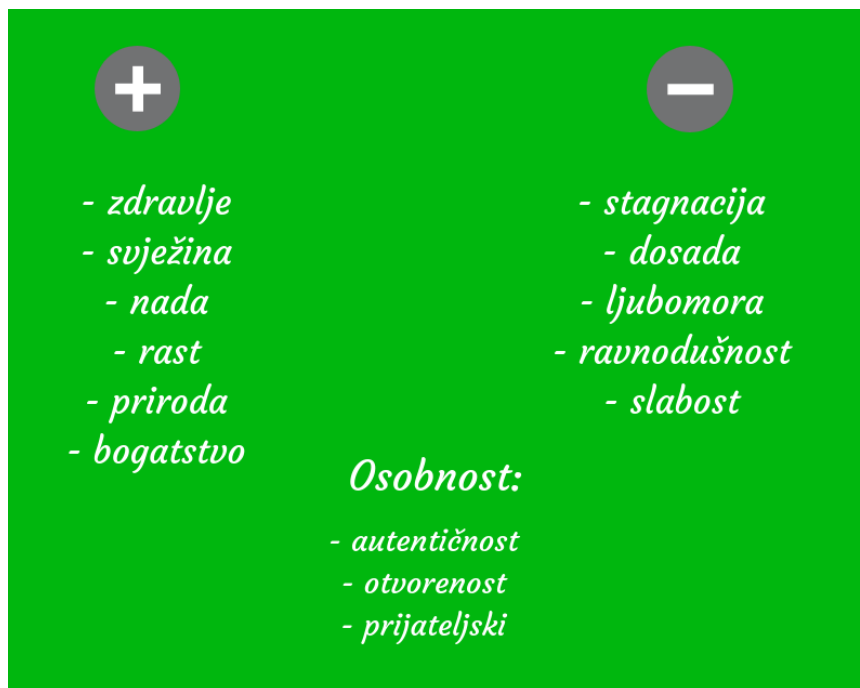 - zdravlje
- svježina
- nada
- rast
- priroda
- bogatstvo
- stagnacija
- dosada
- ljubomora
- ravnodušnost
- slabost
Osobnost:
- autentičnost
- otvorenost
- prijateljski